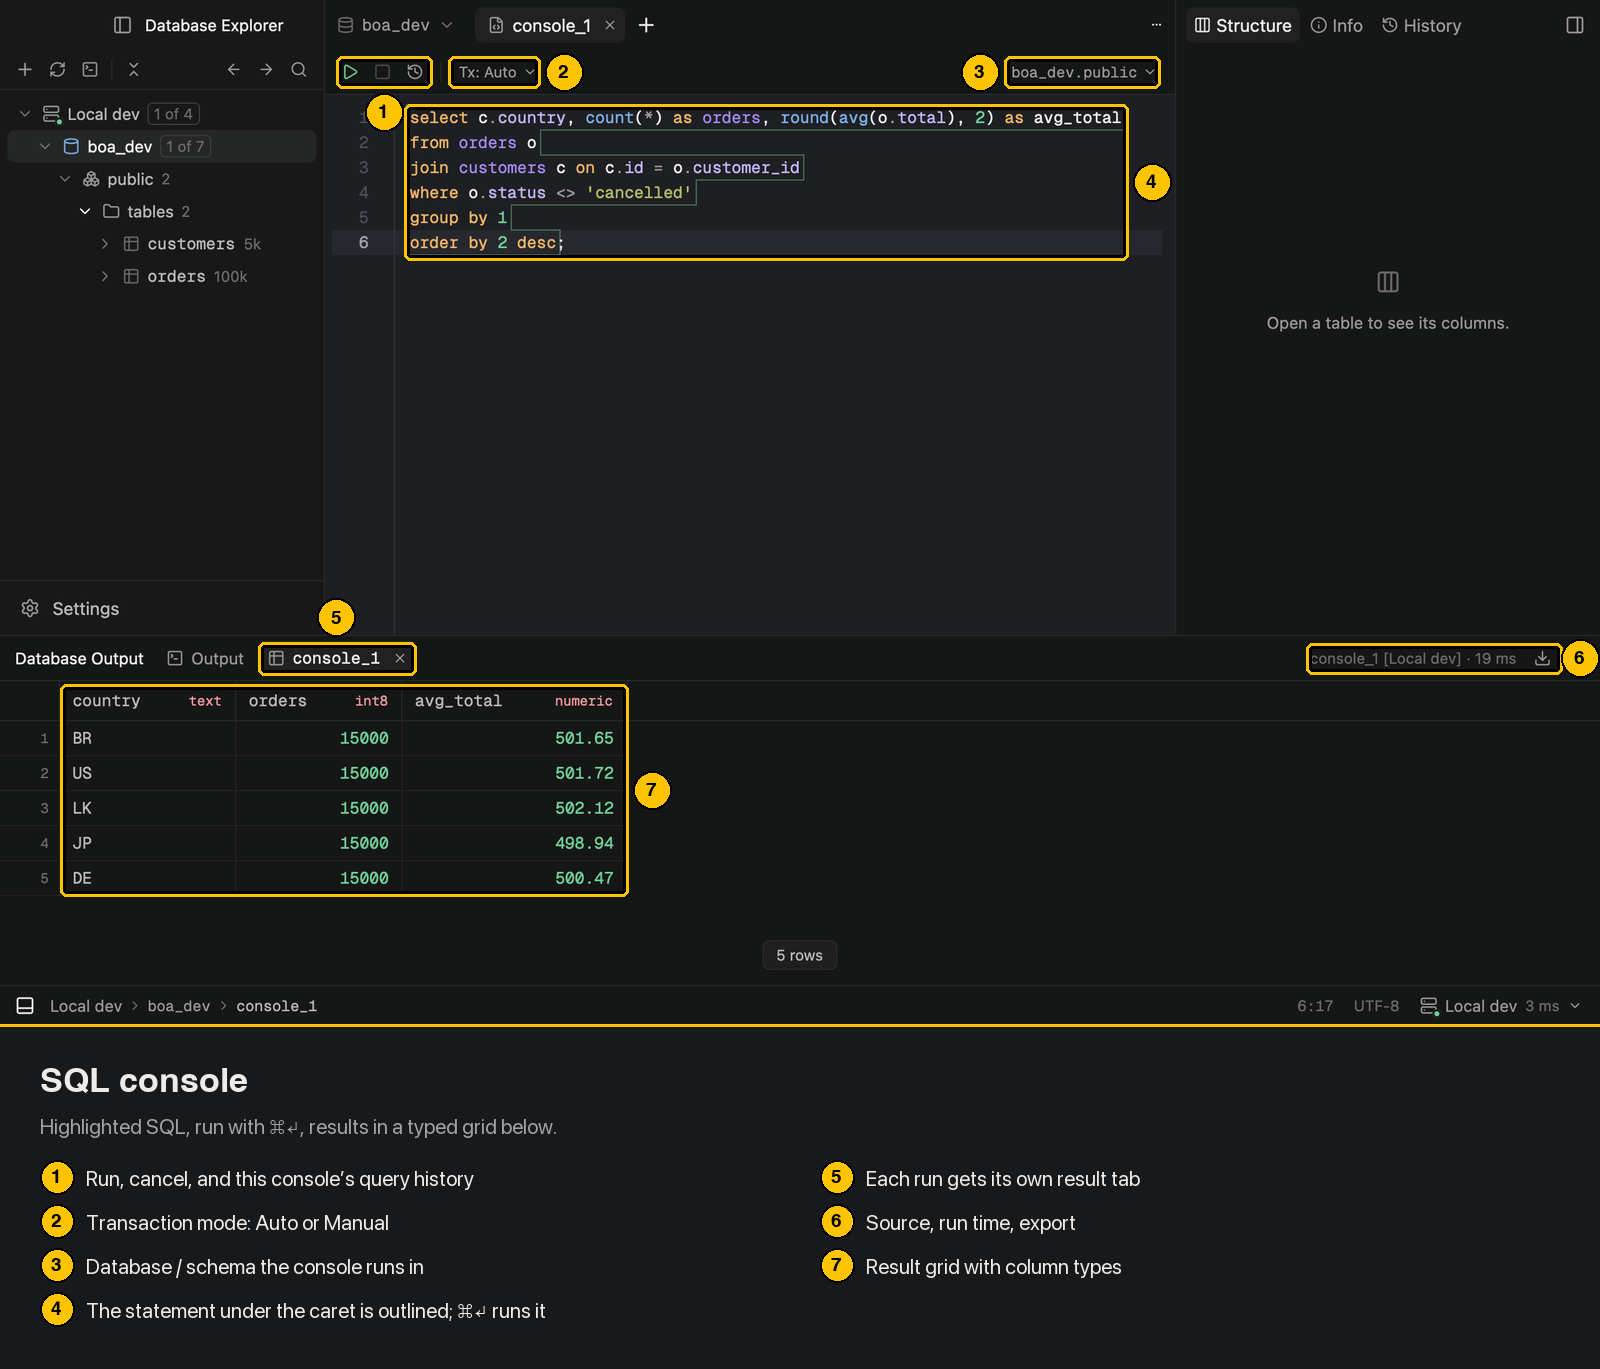 Database Explorer
boa_dev
console_1
Structure
Info
History
Tx: Auto
2
3
boa_dev.public
Local dev 1 of 4
boa_dev 1 of 7
public 2
tables 2
customers 5k
orders 100k
Settings
1
1 select c.country, count(*) as orders, round(avg(o.total), 2) as avg_total
2 from orders o
3 join customers c on c.id = o.customer_id
4 where o.status <> 'cancelled'
5 group by 1
6 order by 2 desc;
4
Open a table to see its columns.
5
Database Output
Output
console_1
console_1 [Local dev] · 19 ms
6
country text orders int8 avg_total numeric
1 BR 15000 501.65
2 US 15000 501.72
3 LK 15000 502.12
4 JP 15000 498.94
5 DE 15000 500.47
7
5 rows
Local dev > boa_dev > console_1
6:17 UTF-8 Local dev 3 ms
SQL console
Highlighted SQL, run with ⌘↵, results in a typed grid below.
1 Run, cancel, and this console's query history
2 Transaction mode: Auto or Manual
3 Database / schema the console runs in
4 The statement under the caret is outlined; ⌘↵ runs it
5 Each run gets its own result tab
6 Source, run time, export
7 Result grid with column types